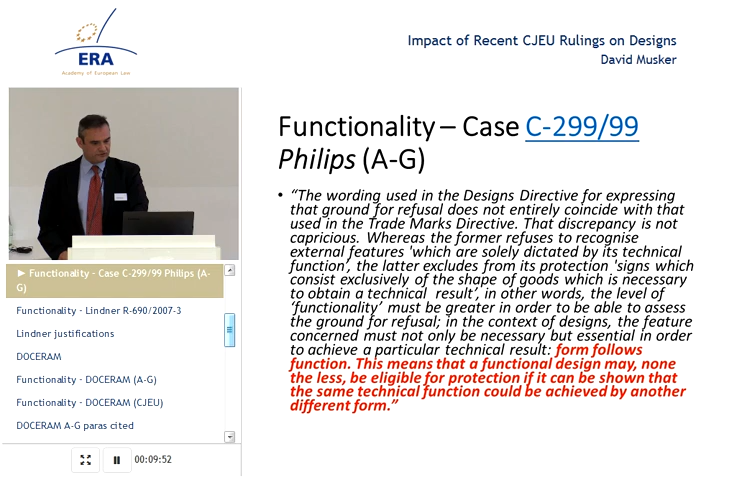 ERA
Academy of European Law
Impact of Recent CJEU Rulings on Designs
David Musker
► Functionality - Case C-299/99 Philips (A-
G)
Functionality - Lindner R-690/2007-3
Lindner justifications
DOCERAM
Functionality - DOCERAM (A-G)
Functionality - DOCERAM (CJEU)
DOCERAM A-G paras cited
00:09:52
Functionality – Case C-299/99
Philips (A-G)
• “The wording used in the Designs Directive for expressing
that ground for refusal does not entirely coincide with that
used in the Trade Marks Directive. That discrepancy is not
capricious. Whereas the former refuses to recognise
external features 'which are solely dictated by its technical
function’, the latter excludes from its protection 'signs which
consist exclusively of the shape of goods which is necessary
to obtain a technical result’, in other words, the level of
‘functionality’ must be greater in order to be able to assess
the ground for refusal; in the context of designs, the feature
concerned must not only be necessary but essential in order
to achieve a particular technical result: form follows
function. This means that a functional design may, none
the less, be eligible for protection if it can be shown that
the same technical function could be achieved by another
different form.”